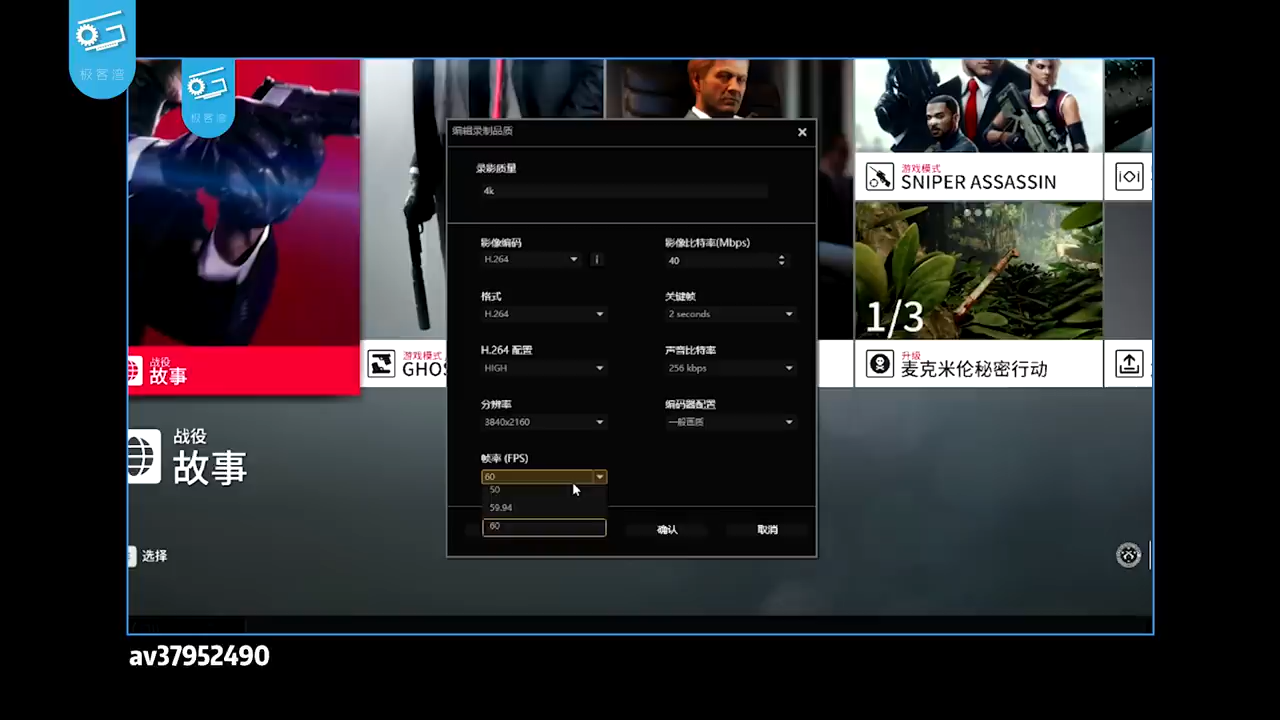 极客湾
极客湾
编辑录制品质
录影质量
4k
影像编码
影像比特率(Mbps)
H.264
i
40
格式
关键帧
H.264
2 seconds
H.264 配置
声音比特率
HIGH
256 kbps
分辨率
编码器配置
3840x2160
一般画质
帧率 (FPS)
60
50
59.94
60
确认
取消
游戏模式
SNIPER ASSASSIN
1/3
战役
故事
游戏模式
GHOS
升级
麦克米伦秘密行动
战役
故事
选择
av37952490